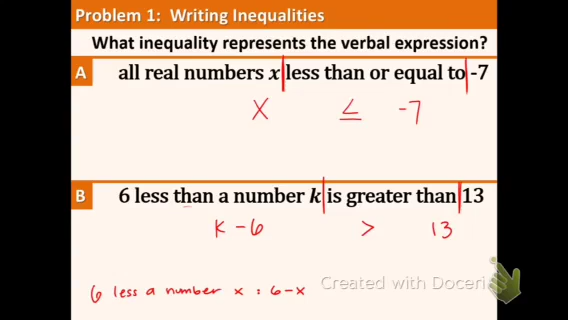 Problem 1: Writing Inequalities
What inequality represents the verbal expression?
A all real numbers x less than or equal to -7
x ≤ -7
B 6 less than a number k is greater than 13
k - 6 > 13
Created with Doceri
6 less a number x : 6 - x